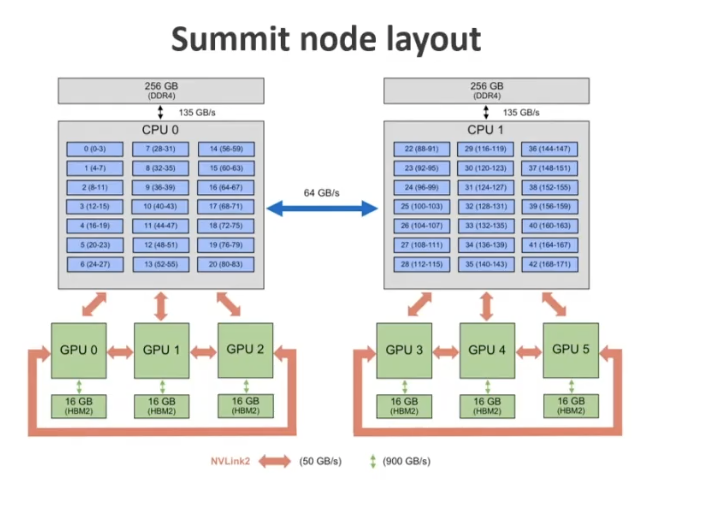 Summit node layout
256 GB
(DDR4)
135 GB/s
CPU 0
0 (0-3)
7 (28-31)
14 (56-59)
1 (4-7)
8 (32-35)
15 (60-63)
2 (8-11)
9 (36-39)
16 (64-67)
3 (12-15)
10 (40-43)
17 (68-71)
4 (16-19)
11 (44-47)
18 (72-75)
5 (20-23)
12 (48-51)
19 (76-79)
6 (24-27)
13 (52-55)
20 (80-83)
64 GB/s
256 GB
(DDR4)
135 GB/s
CPU 1
22 (88-91)
29 (116-119)
36 (144-147)
23 (92-95)
30 (120-123)
37 (148-151)
24 (96-99)
31 (124-127)
38 (152-155)
25 (100-103)
32 (128-131)
39 (156-159)
26 (104-107)
33 (132-135)
40 (160-163)
27 (108-111)
34 (136-139)
41 (164-167)
28 (112-115)
35 (140-143)
42 (168-171)
GPU 0
GPU 1
GPU 2
16 GB
(HBM2)
16 GB
(HBM2)
16 GB
(HBM2)
GPU 3
GPU 4
GPU 5
16 GB
(HBM2)
16 GB
(HBM2)
16 GB
(HBM2)
NVLink2
(50 GB/s)
(900 GB/s)